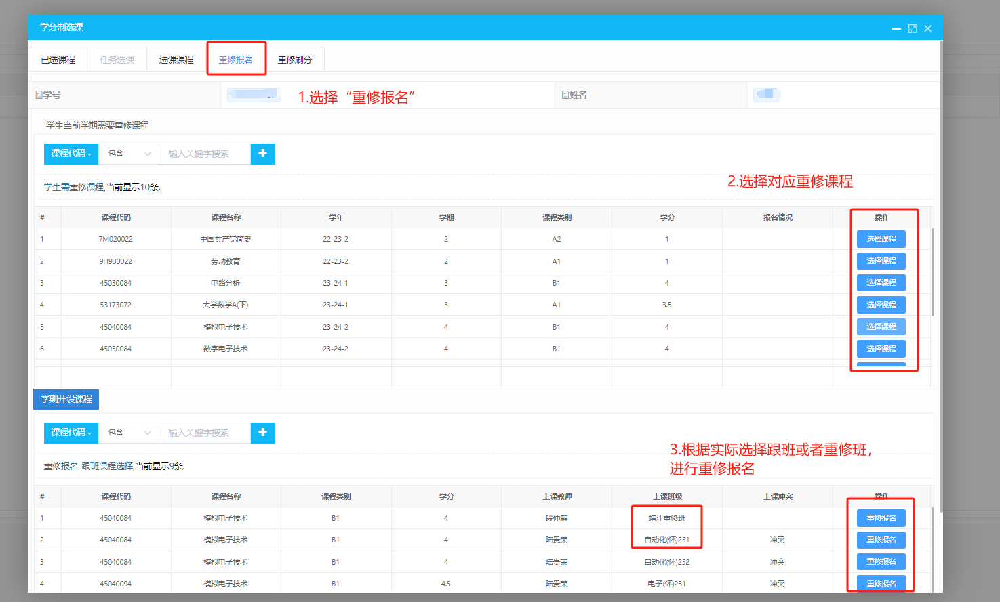 学分制选课
已选课程 任务选课 选课课程 重修报名 重修刷分
学号 1.选择“重修报名” 姓名
学生当前学期需要重修课程
课程代码 包含 输入关键字搜索
2.选择对应重修课程
学生需重修课程,当前显示10条.
# 课程代码 课程名称 学年 学期 课程类别 学分 报名情况 操作
1 7M020022 中国共产党简史 22-23-2 2 A2 1 选择课程
2 9H930022 劳动教育 22-23-2 2 A1 1 选择课程
3 45030084 电路分析 23-24-1 3 B1 4 选择课程
4 53173072 大学数学A(下) 23-24-1 3 A1 3.5 选择课程
5 45040084 模拟电子技术 23-24-2 4 B1 4 选择课程
6 45050084 数字电子技术 23-24-2 4 B1 4 选择课程
学期开设课程
课程代码 包含 输入关键字搜索
3.根据实际选择跟班或者重修班，
进行重修报名
重修报名-跟班课程选择,当前显示9条.
# 课程代码 课程名称 课程类别 学分 上课教师 上课班级 上课冲突 操作
1 45040084 模拟电子技术 B1 4 段仲麒 靖江重修班 重修报名
2 45040084 模拟电子技术 B1 4 陆贵荣 自动化(怀)231 冲突 重修报名
3 45040084 模拟电子技术 B1 4 陆贵荣 自动化(怀)232 冲突 重修报名
4 45040094 模拟电子技术 B1 4.5 陆贵荣 电子(怀)231 冲突 重修报名